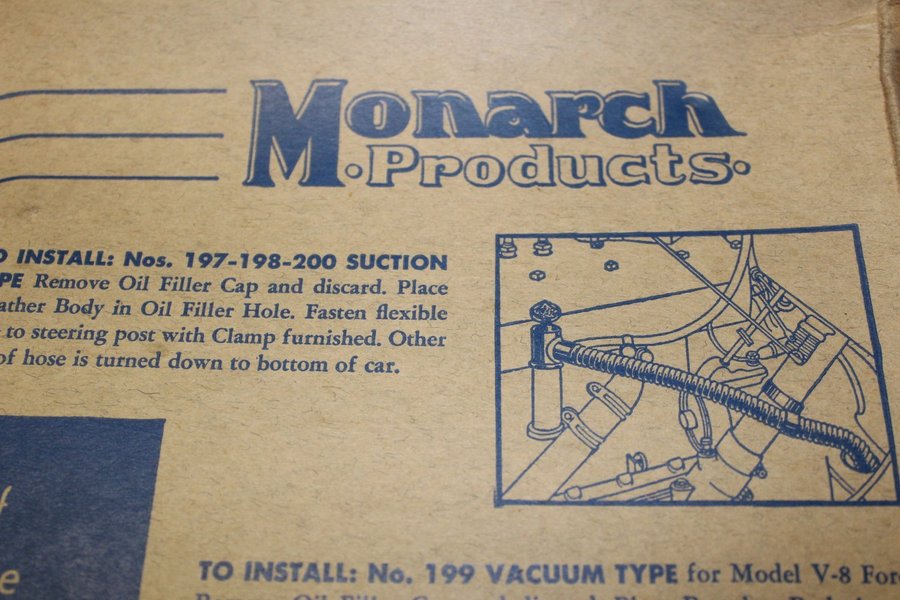 Monarch
·Products·
O INSTALL: Nos. 197-198-200 SUCTION
PE Remove Oil Filler Cap and discard. Place
eather Body in Oil Filler Hole. Fasten flexible
to steering post with Clamp furnished. Other
of hose is turned down to bottom of car.
TO INSTALL: No. 199 VACUUM TYPE for Model V-8 For